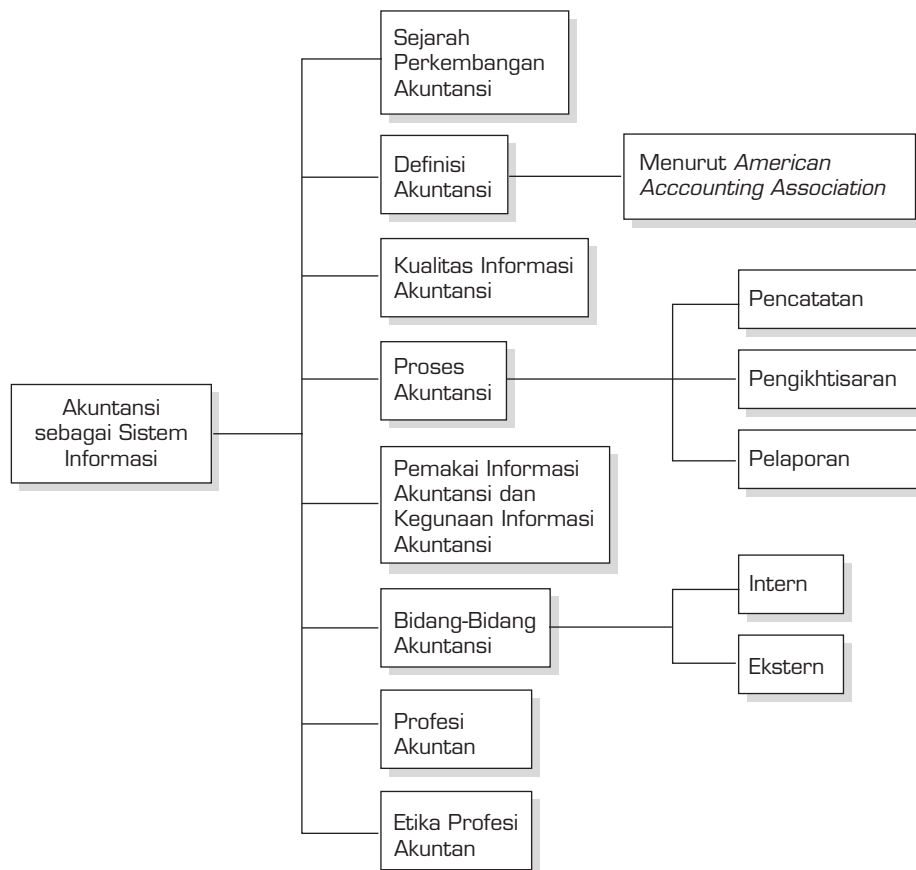 Sejarah
Perkembangan
Akuntansi
Definisi
Akuntansi
Menurut American
Acccounting Association
Kualitas Informasi
Akuntansi
Proses
Akuntansi
Pencatatan
Pengikhtisaran
Pelaporan
Akuntansi
sebagai Sistem
Informasi
Pemakai Informasi
Akuntansi dan
Kegunaan Informasi
Akuntansi
Bidang-Bidang
Akuntansi
Intern
Ekstern
Profesi
Akuntan
Etika Profesi
Akuntan